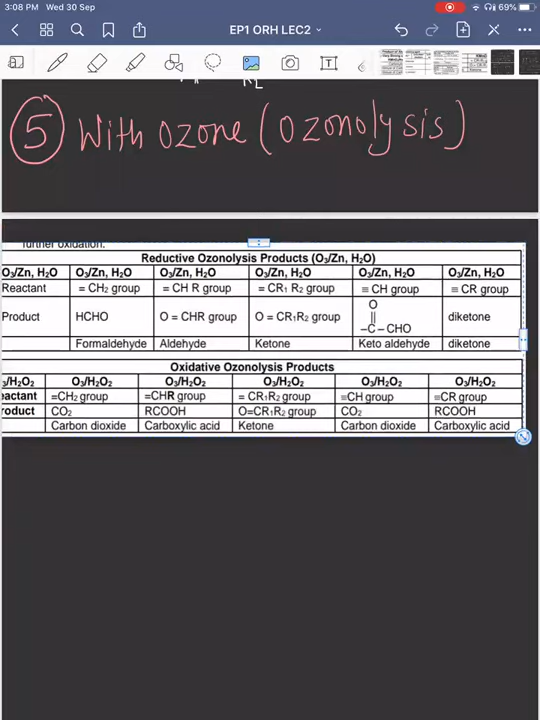 3:08 PM Wed 30 Sep 69%
EP1 ORH LEC2
T
5 With ozone (ozonolysis)
further oxidation.
Reductive Ozonolysis Products (O3/Zn, H2O)
O3/Zn, H2O O3/Zn, H2O O3/Zn, H2O O3/Zn, H2O O3/Zn, H2O O3/Zn, H2O
Reactant = CH2 group = CH R group = CR1 R2 group ≡ CH group ≡ CR group
O
||
Product HCHO O = CHR group O = CR1R2 group –C – CHO diketone
Formaldehyde Aldehyde Ketone Keto aldehyde diketone
Oxidative Ozonolysis Products
3/H2O2 O3/H2O2 O3/H2O2 O3/H2O2 O3/H2O2 O3/H2O2
eactant =CH2 group =CHR group = CR1R2 group ≡CH group ≡CR group
roduct CO2 RCOOH O=CR1R2 group CO2 RCOOH
Carbon dioxide Carboxylic acid Ketone Carbon dioxide Carboxylic acid